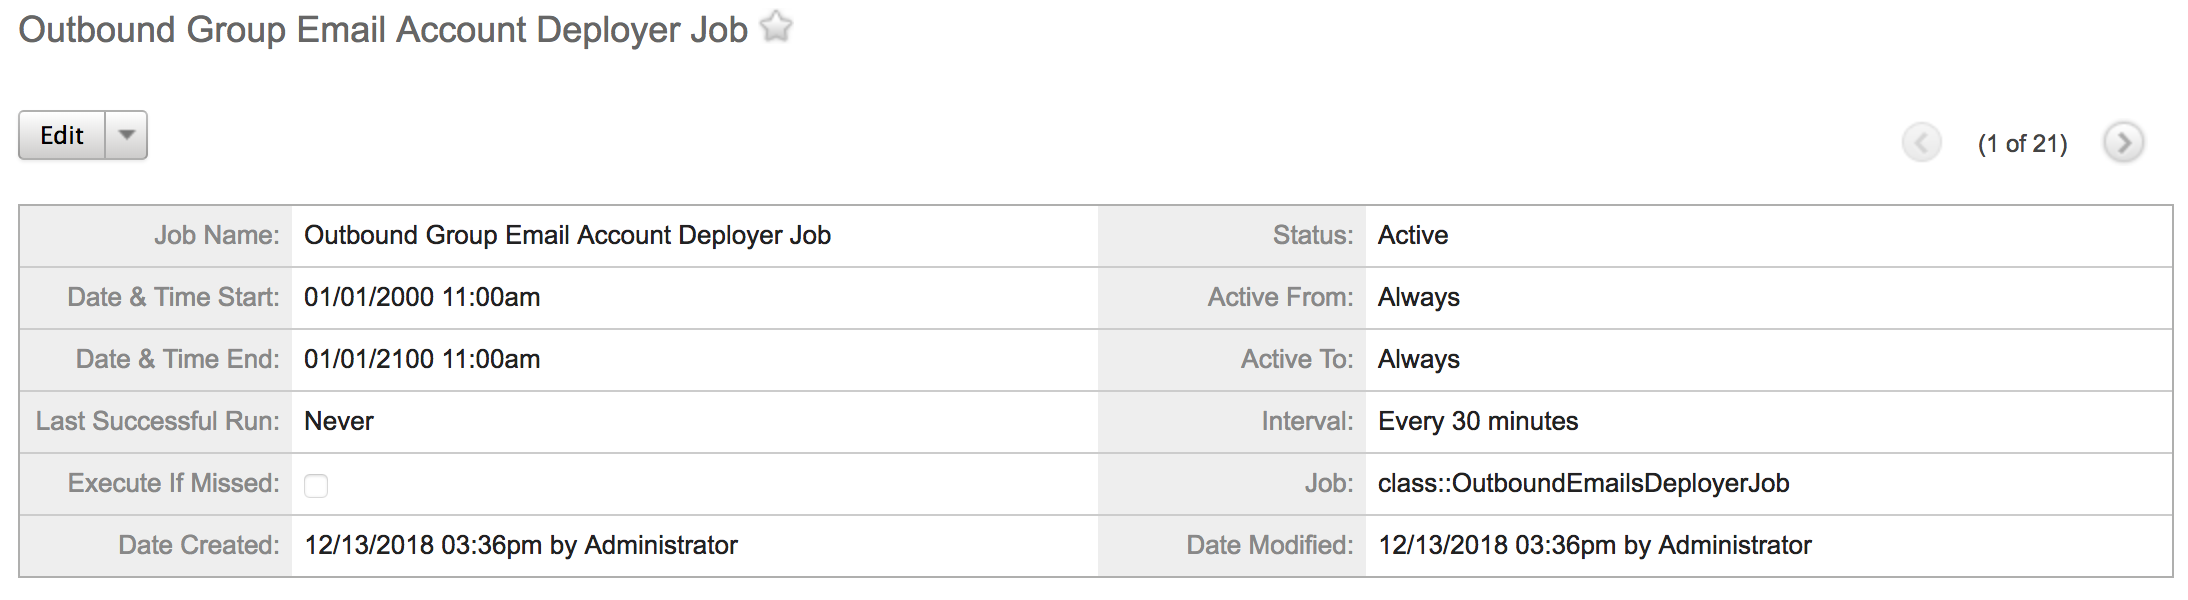 Outbound Group Email Account Deployer Job
Edit
(1 of 21)
Job Name: Outbound Group Email Account Deployer Job Status: Active
Date & Time Start: 01/01/2000 11:00am Active From: Always
Date & Time End: 01/01/2100 11:00am Active To: Always
Last Successful Run: Never Interval: Every 30 minutes
Execute If Missed: Job: class::OutboundEmailsDeployerJob
Date Created: 12/13/2018 03:36pm by Administrator Date Modified: 12/13/2018 03:36pm by Administrator